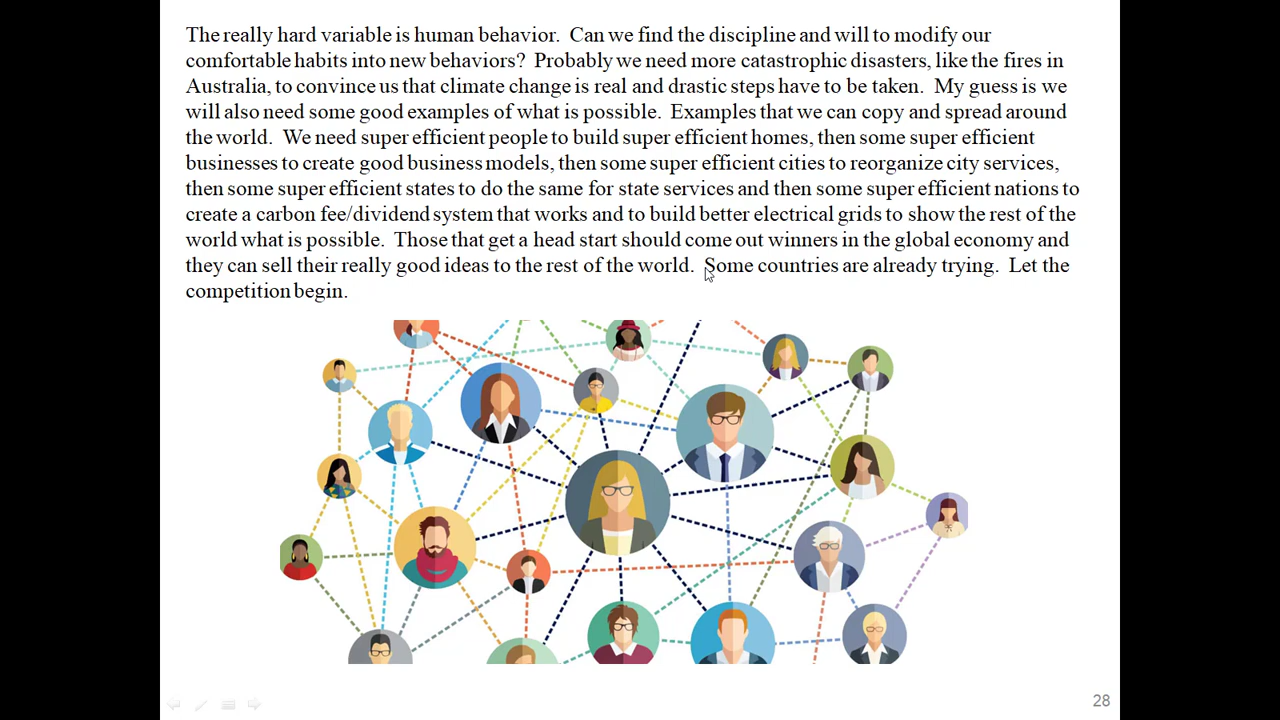 The really hard variable is human behavior.  Can we find the discipline and will to modify our
comfortable habits into new behaviors?  Probably we need more catastrophic disasters, like the fires in
Australia, to convince us that climate change is real and drastic steps have to be taken.  My guess is we
will also need some good examples of what is possible.  Examples that we can copy and spread around
the world.  We need super efficient people to build super efficient homes, then some super efficient
businesses to create good business models, then some super efficient cities to reorganize city services,
then some super efficient states to do the same for state services and then some super efficient nations to
create a carbon fee/dividend system that works and to build better electrical grids to show the rest of the
world what is possible.  Those that get a head start should come out winners in the global economy and
they can sell their really good ideas to the rest of the world.  Some countries are already trying.  Let the
competition begin.
28